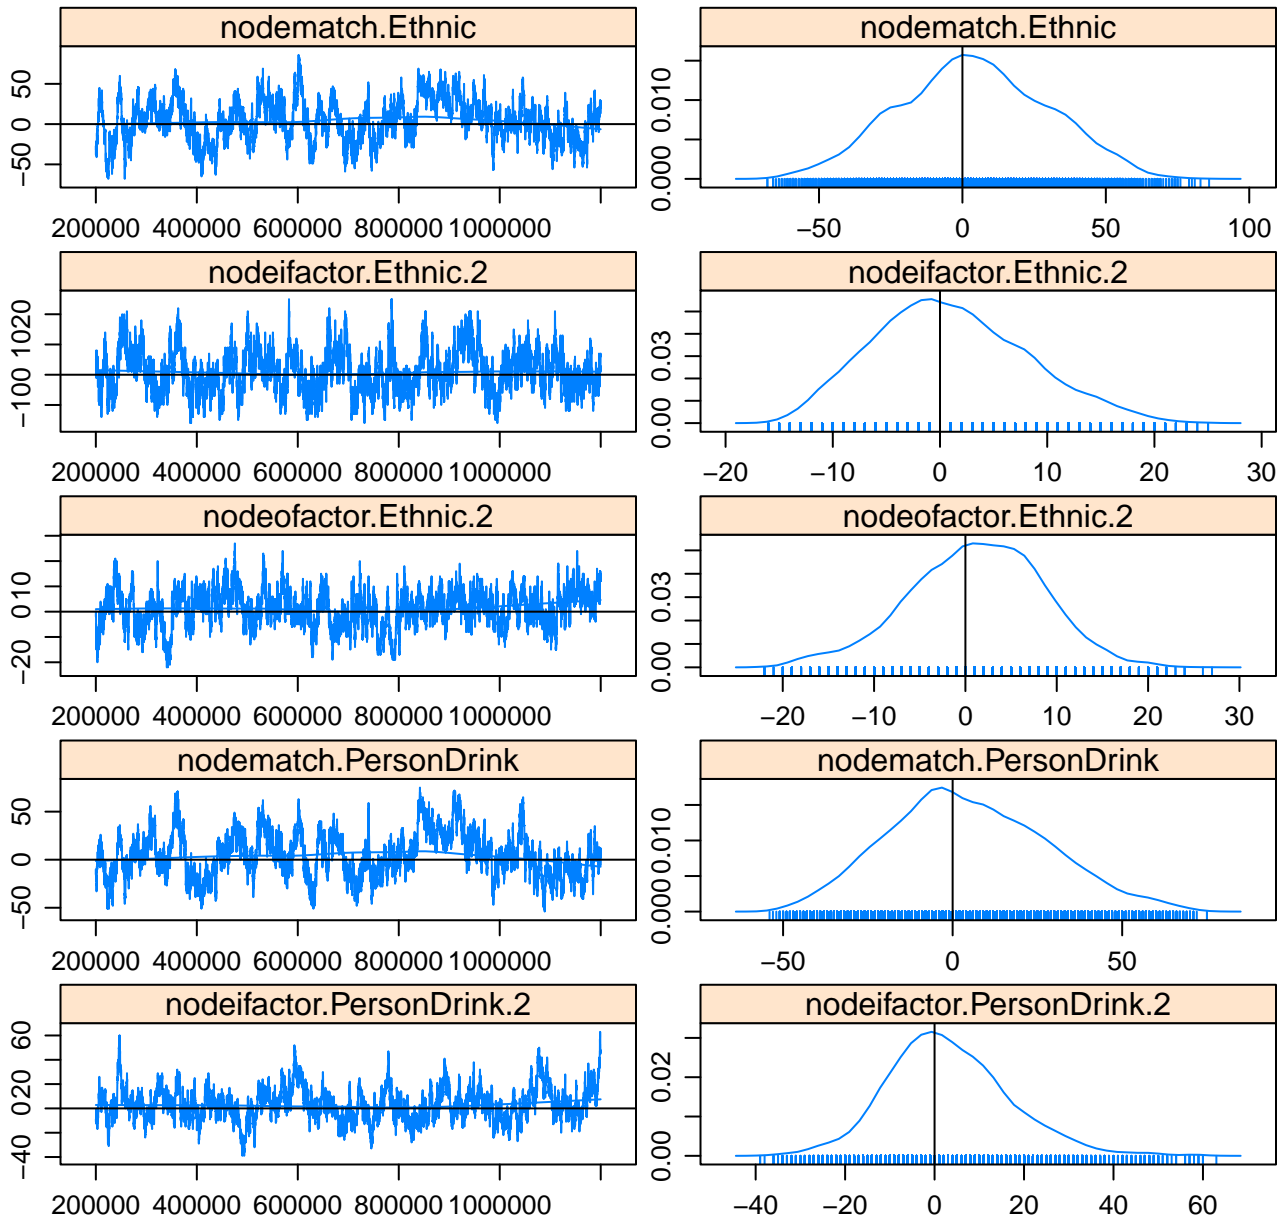 nodematch.Ethnic nodematch.Ethnic
−50 0 50 0.000 0.010
200000 400000 600000 800000 1000000 −50 0 50 100
nodeifactor.Ethnic.2 nodeifactor.Ethnic.2
−10 0 10 20 0.00 0.03
200000 400000 600000 800000 1000000 −20 −10 0 10 20 30
nodeofactor.Ethnic.2 nodeofactor.Ethnic.2
−20 0 10 0.00 0.03
200000 400000 600000 800000 1000000 −20 −10 0 10 20 30
nodematch.PersonDrink nodematch.PersonDrink
−50 0 50 0.000 0.010
200000 400000 600000 800000 1000000 −50 0 50
nodeifactor.PersonDrink.2 nodeifactor.PersonDrink.2
−40 0 20 60 0.00 0.02
200000 400000 600000 800000 1000000 −40 −20 0 20 40 60